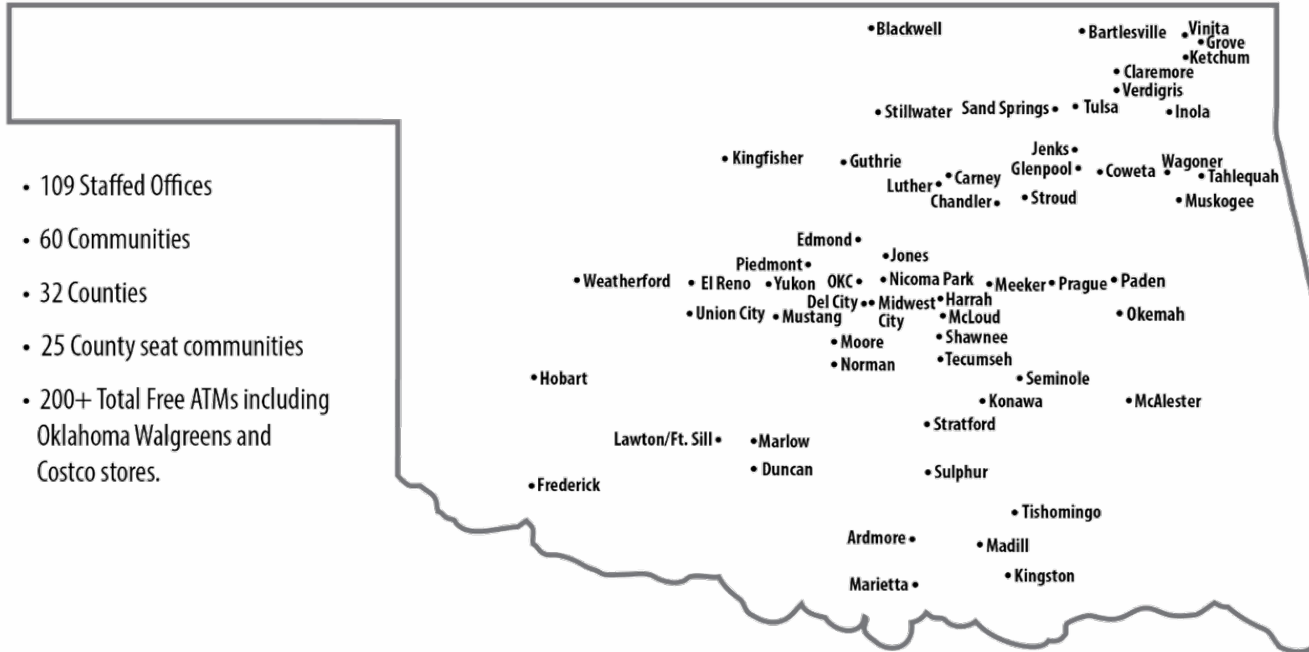 Blackwell
Bartlesville
Vinita
Grove
Ketchum
Claremore
Verdigris
Stillwater
Sand Springs
Tulsa
Inola
Kingfisher
Guthrie
Jenks
Glenpool
Coweta
Wagoner
Tahlequah
Luther
Carney
Chandler
Stroud
Muskogee
• 109 Staffed Offices
• 60 Communities
• 32 Counties
• 25 County seat communities
• 200+ Total Free ATMs including
Oklahoma Walgreens and
Costco stores.
Edmond
Jones
Piedmont
Weatherford
El Reno
Yukon
OKC
Nicoma Park
Meeker
Prague
Paden
Del City
Midwest
City
Harrah
Union City
Mustang
McLoud
Okemah
Moore
Shawnee
Norman
Tecumseh
Hobart
Seminole
Konawa
McAlester
Stratford
Lawton/Ft. Sill
Marlow
Duncan
Sulphur
Frederick
Tishomingo
Ardmore
Madill
Kingston
Marietta